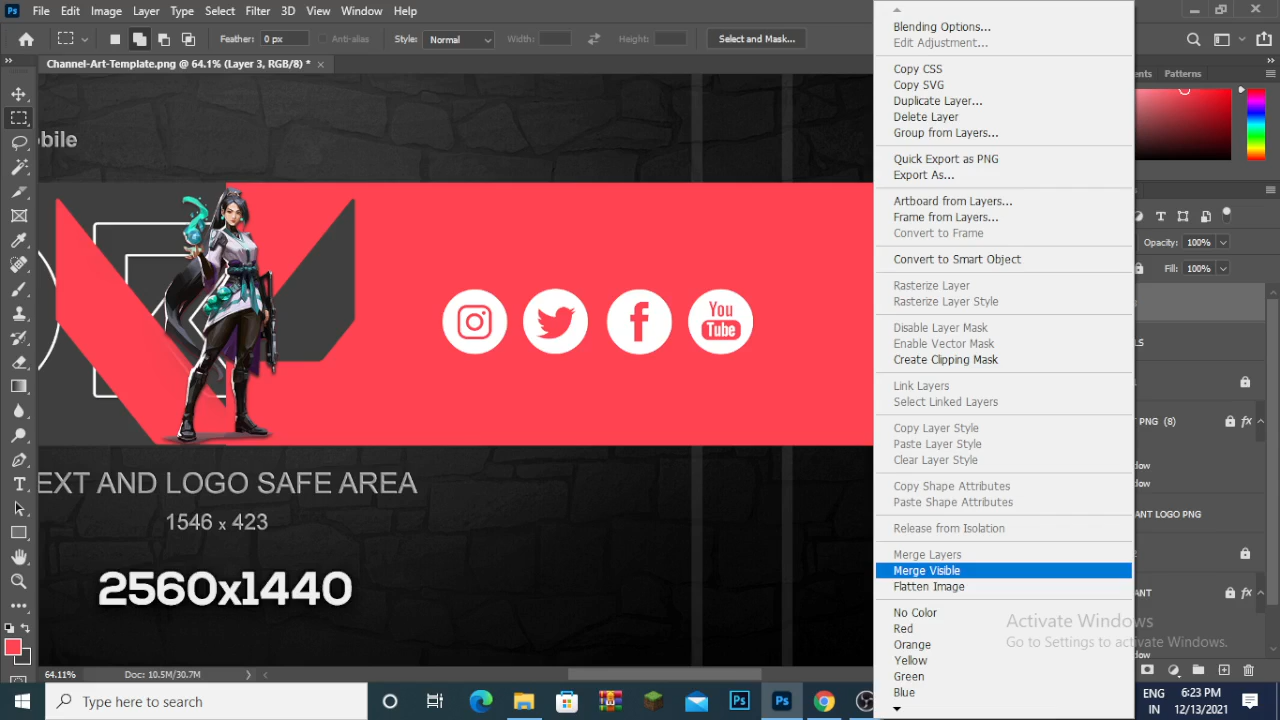 File Edit Image Layer Type Select Filter 3D View Window Help
Feather: 0 px Anti-alias Style: Normal Width: Height: Select and Mask...
Channel-Art-Template.png @ 64.1% (Layer 3, RGB/8) *
Patterns
Opacity: 100%
Fill: 100%
PNG (8)
ANT LOGO PNG
ANT
You
Tube
EXT AND LOGO SAFE AREA
1546 x 423
2560x1440
64.11% Doc: 10.5M/30.7M
Blending Options...
Edit Adjustment...
Copy CSS
Copy SVG
Duplicate Layer...
Delete Layer
Group from Layers...
Quick Export as PNG
Export As...
Artboard from Layers...
Frame from Layers...
Convert to Frame
Convert to Smart Object
Rasterize Layer
Rasterize Layer Style
Disable Layer Mask
Enable Vector Mask
Create Clipping Mask
Link Layers
Select Linked Layers
Copy Layer Style
Paste Layer Style
Clear Layer Style
Copy Shape Attributes
Paste Shape Attributes
Release from Isolation
Merge Layers
Merge Visible
Flatten Image
No Color
Red
Orange
Yellow
Green
Blue
Activate Windows
Go to Settings to activate Windows.
Type here to search
Ps
Ps
ENG
IN
6:23 PM
12/13/2021